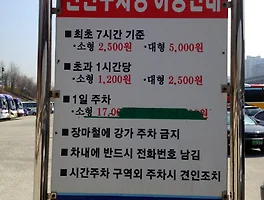 이용안내
■ 최초 7시간 기준
· 소형 2,500원 · 대형 5,000원
■ 초과 1시간당
· 소형 1,200원 · 대형 2,500원
■ 1일 주차
· 소형
■ 장마철에 강가 주차 금지
■ 차내에 반드시 전화번호 남김
■ 시간주차 구역외 주차시 견인조치